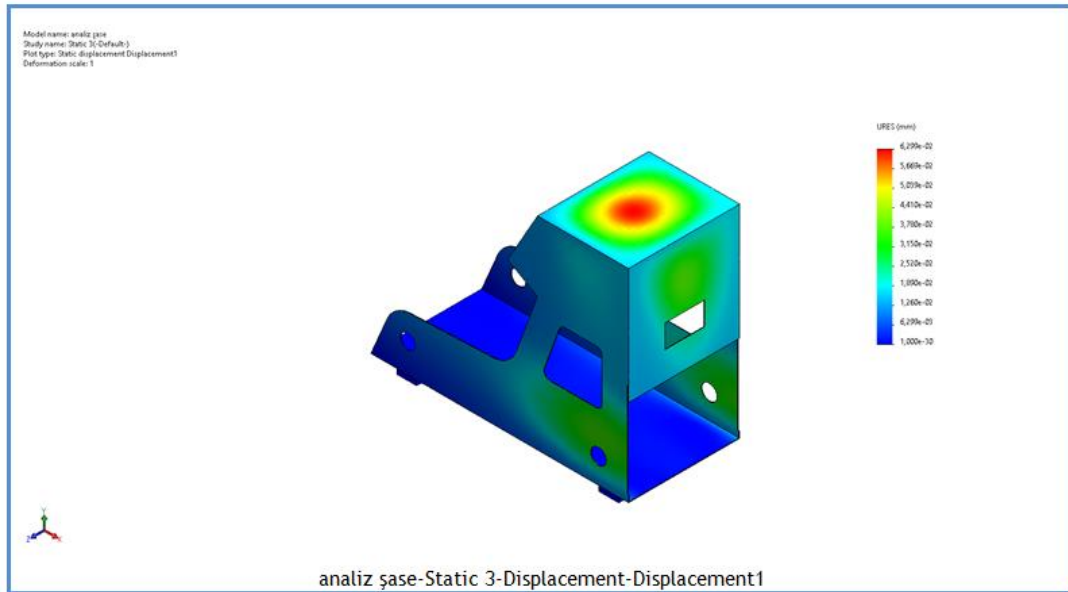 Model name: analiz şase
Study name: Static 3(-Default-)
Plot type: Static displacement Displacement1
Deformation scale: 1
URES (mm)
6,299e-02
5,669e-02
5,039e-02
4,410e-02
3,780e-02
3,150e-02
2,520e-02
1,890e-02
1,260e-02
6,299e-03
1,000e-30
Y
Z
X
analiz şase-Static 3-Displacement-Displacement1